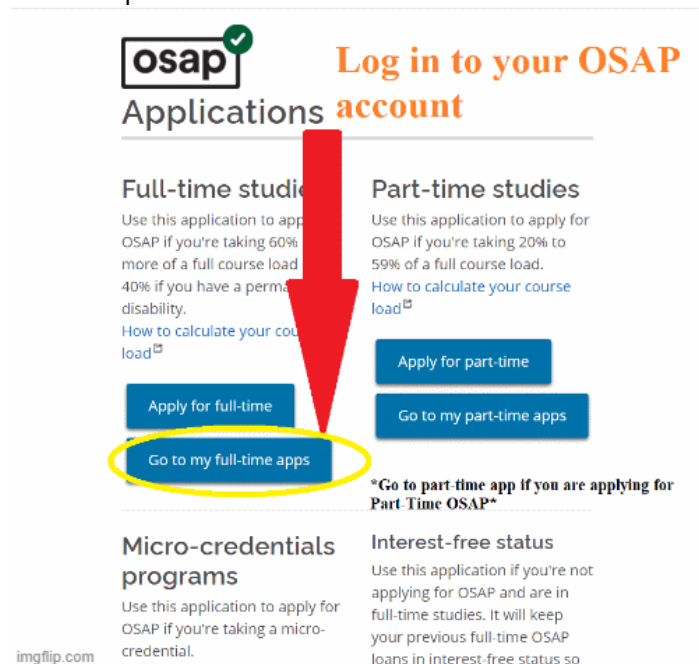 osap
Log in to your OSAP
account
Applications
Full-time studi
Use this application to app
OSAP if you're taking 60%
more of a full course load
40% if you have a perma
disability.
How to calculate your cou
load
Apply for full-time
Go to my full-time apps
Part-time studies
Use this application to apply for
OSAP if you're taking 20% to
59% of a full course load.
How to calculate your course
load
Apply for part-time
Go to my part-time apps
*Go to part-time app if you are applying for
Part-Time OSAP*
Micro-credentials
programs
Use this application to apply for
OSAP if you're taking a micro-
credential.
Interest-free status
Use this application if you're not
applying for OSAP and are in
full-time studies. It will keep
your previous full-time OSAP
loans in interest-free status so
imgflip.com